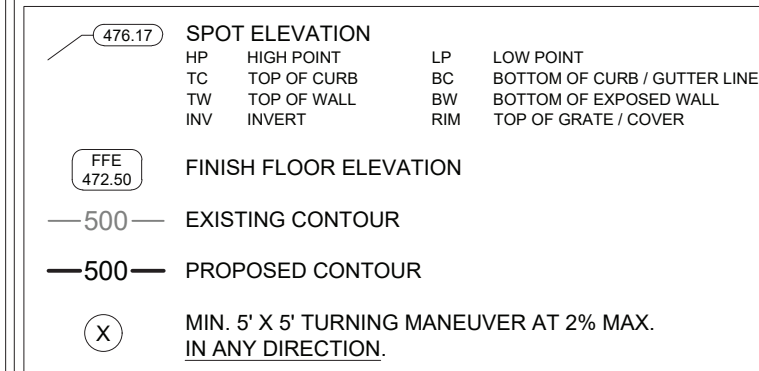 476.17 SPOT ELEVATION
HP HIGH POINT LP LOW POINT
TC TOP OF CURB BC BOTTOM OF CURB / GUTTER LINE
TW TOP OF WALL BW BOTTOM OF EXPOSED WALL
INV INVERT RIM TOP OF GRATE / COVER
FFE
472.50 FINISH FLOOR ELEVATION
500 EXISTING CONTOUR
500 PROPOSED CONTOUR
X MIN. 5' X 5' TURNING MANEUVER AT 2% MAX.
IN ANY DIRECTION.